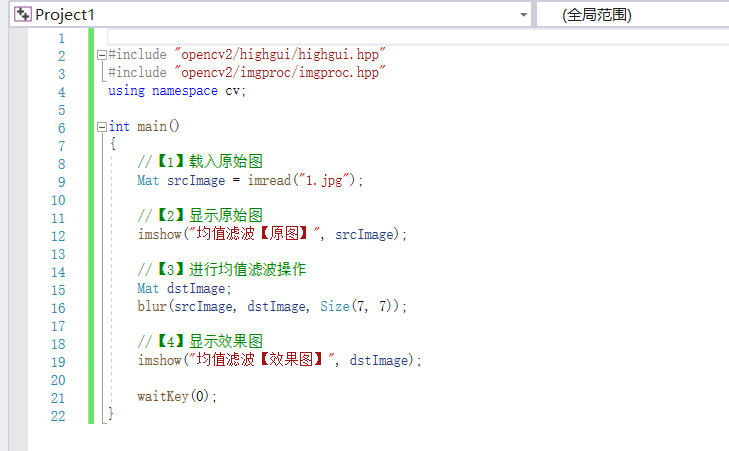 Project1
(全局范围)
1
2 #include "opencv2/highgui/highgui.hpp"
3 #include "opencv2/imgproc/imgproc.hpp"
4 using namespace cv;
5
6 int main()
7 {
8 //【1】载入原始图
9 Mat srcImage = imread("1.jpg");
10
11 //【2】显示原始图
12 imshow("均值滤波【原图】", srcImage);
13
14 //【3】进行均值滤波操作
15 Mat dstImage;
16 blur(srcImage, dstImage, Size(7, 7));
17
18 //【4】显示效果图
19 imshow("均值滤波【效果图】", dstImage);
20
21 waitKey(0);
22 }